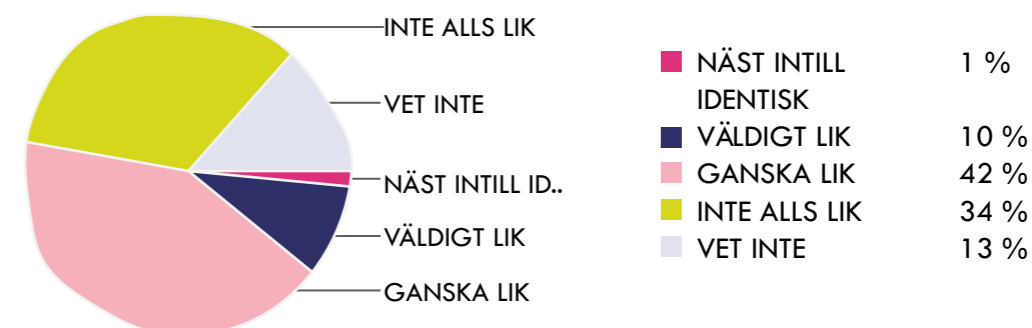 INTE ALLS LIK
VET INTE
NÄST INTILL ID..
VÄLDIGT LIK
GANSKA LIK
NÄST INTILL 1 %
IDENTISK
VÄLDIGT LIK 10 %
GANSKA LIK 42 %
INTE ALLS LIK 34 %
VET INTE 13 %